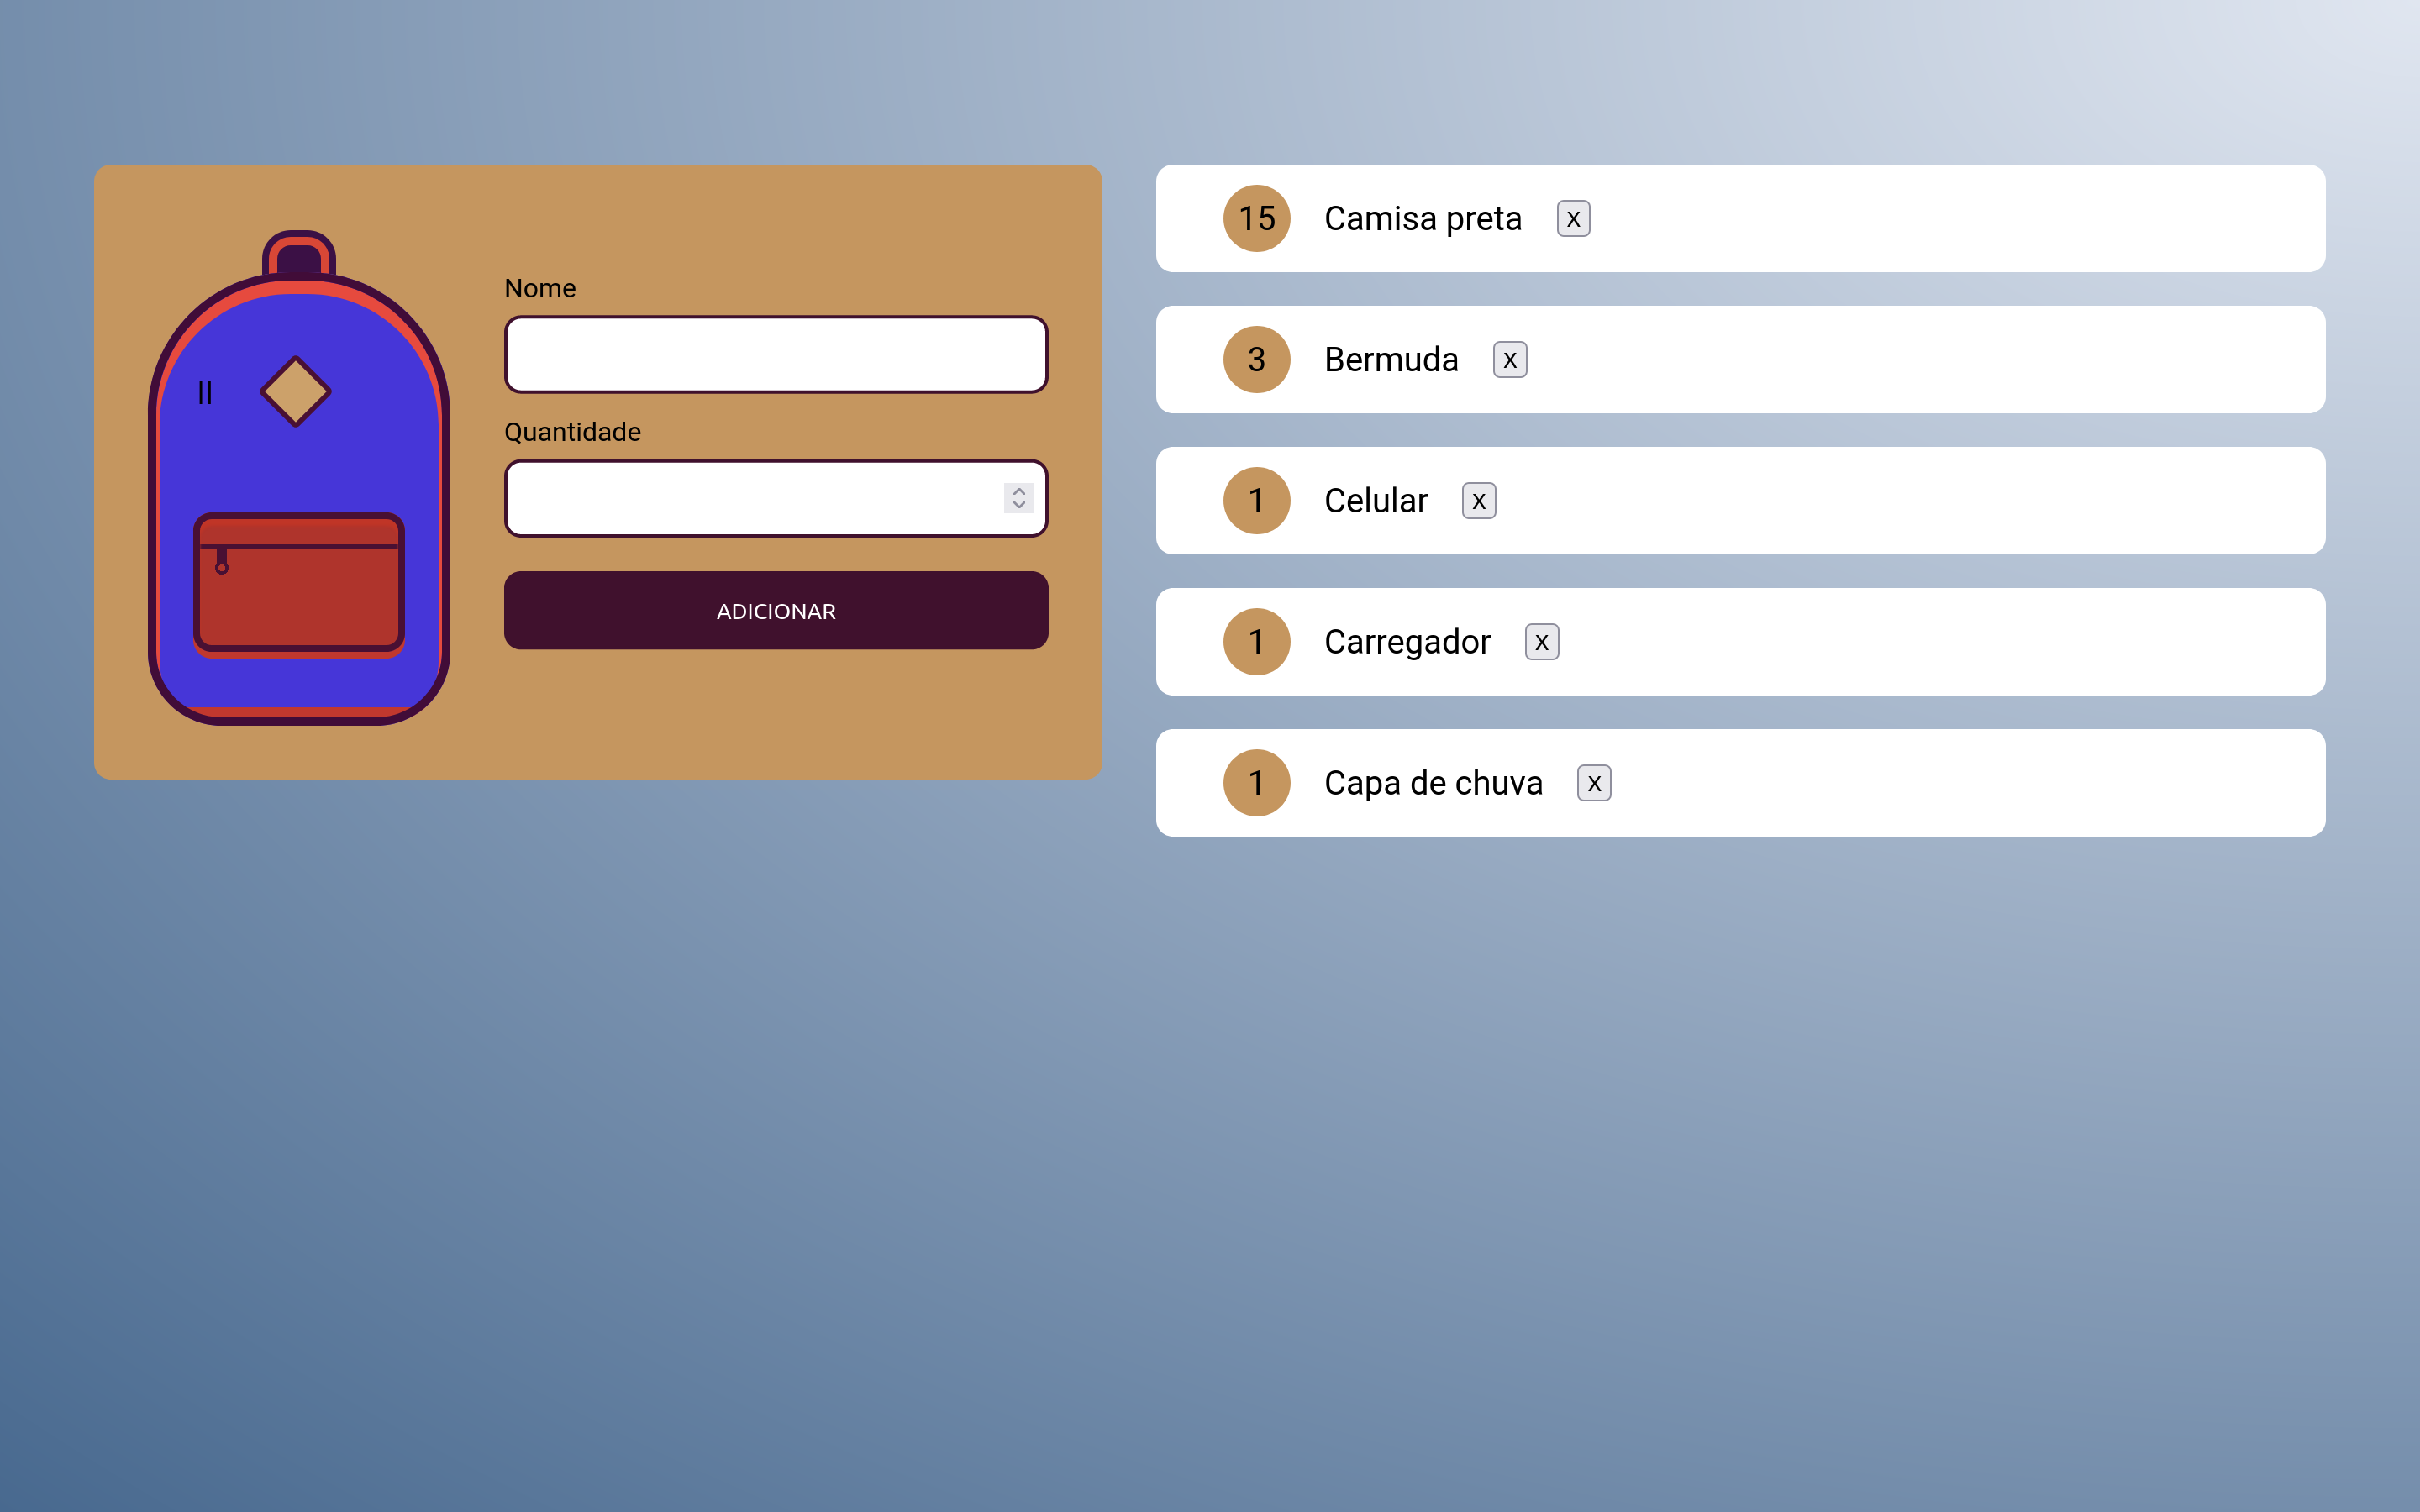 Nome
Quantidade
ADICIONAR
15 Camisa preta X
3 Bermuda X
1 Celular X
1 Carregador X
1 Capa de chuva X